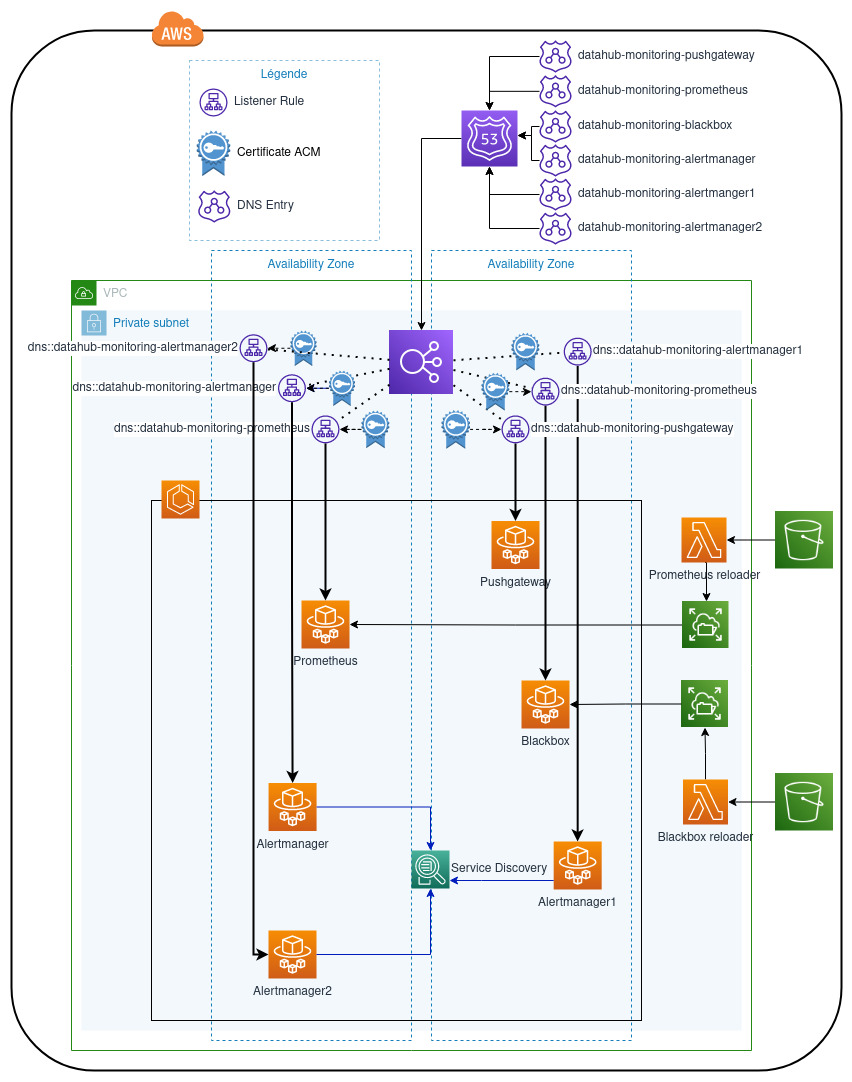 AWS
Légende
Listener Rule
Certificate ACM
DNS Entry
datahub-monitoring-pushgateway
datahub-monitoring-prometheus
datahub-monitoring-blackbox
datahub-monitoring-alertmanager
datahub-monitoring-alertmanger1
datahub-monitoring-alertmanager2
53
Availability Zone
Availability Zone
VPC
Private subnet
dns::datahub-monitoring-alertmanager2
dns::datahub-monitoring-alertmanager1
dns::datahub-monitoring-alertmanager
dns::datahub-monitoring-prometheus
dns::datahub-monitoring-prometheus
dns::datahub-monitoring-pushgateway
Pushgateway
Prometheus reloader
Prometheus
Blackbox
Blackbox reloader
Alertmanager
Service Discovery
Alertmanager1
Alertmanager2